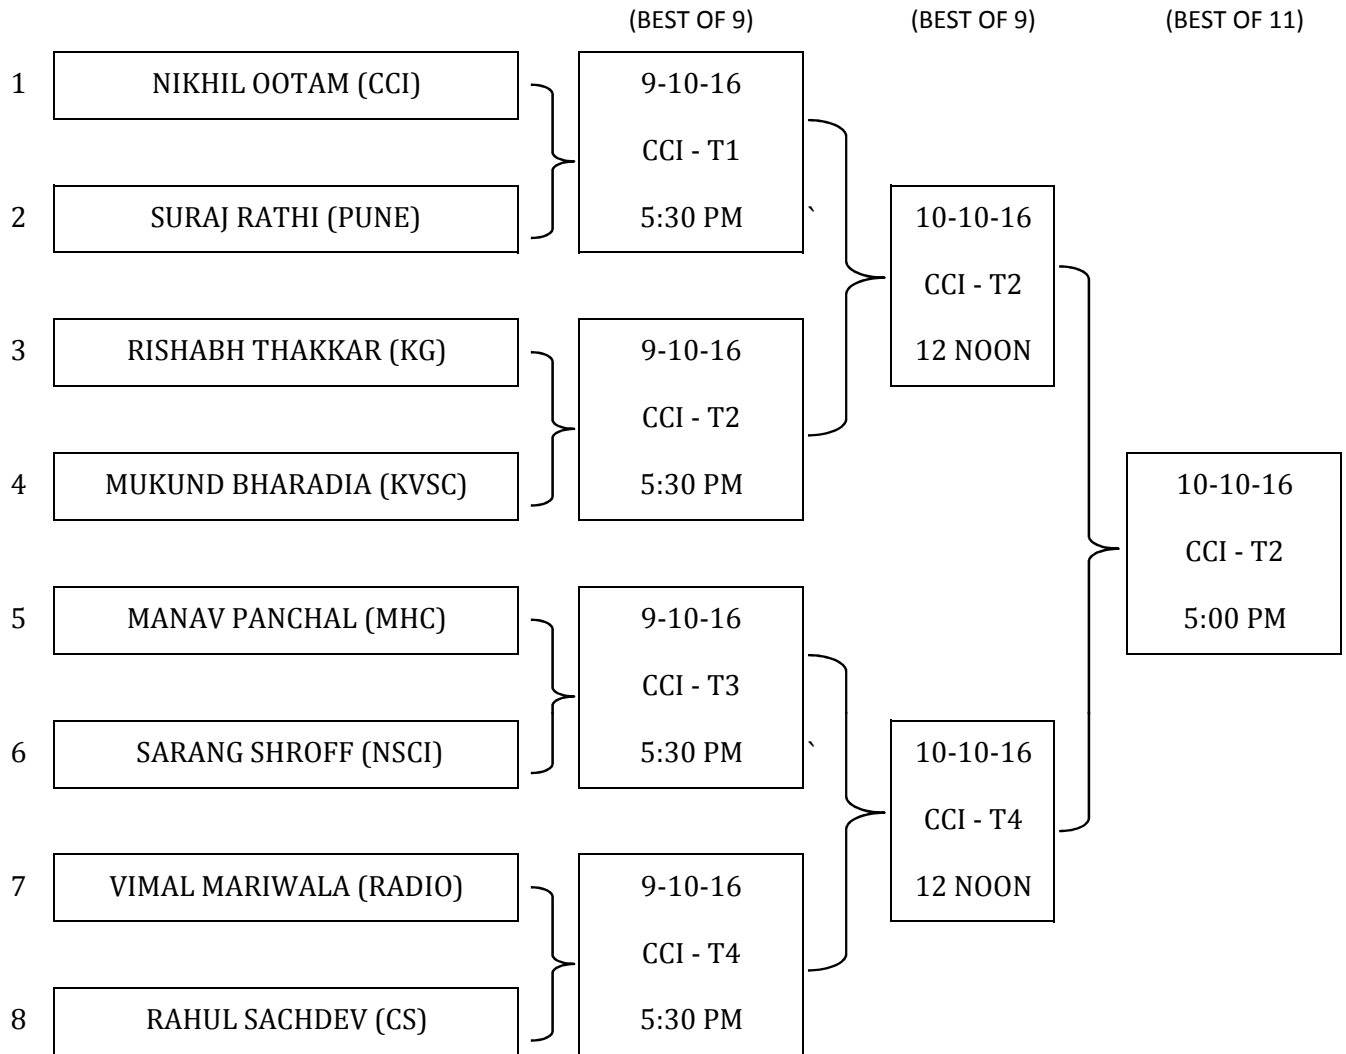 (BEST OF 9) (BEST OF 9) (BEST OF 11)
1 NIKHIL OOTAM (CCI) 9-10-16
CCI - T1
2 SURAJ RATHI (PUNE) 5:30 PM ` 10-10-16
CCI - T2
3 RISHABH THAKKAR (KG) 9-10-16 12 NOON
CCI - T2
4 MUKUND BHARADIA (KVSC) 5:30 PM 10-10-16
CCI - T2
5 MANAV PANCHAL (MHC) 9-10-16 5:00 PM
CCI - T3
6 SARANG SHROFF (NSCI) 5:30 PM ` 10-10-16
CCI - T4
7 VIMAL MARIWALA (RADIO) 9-10-16 12 NOON
CCI - T4
8 RAHUL SACHDEV (CS) 5:30 PM